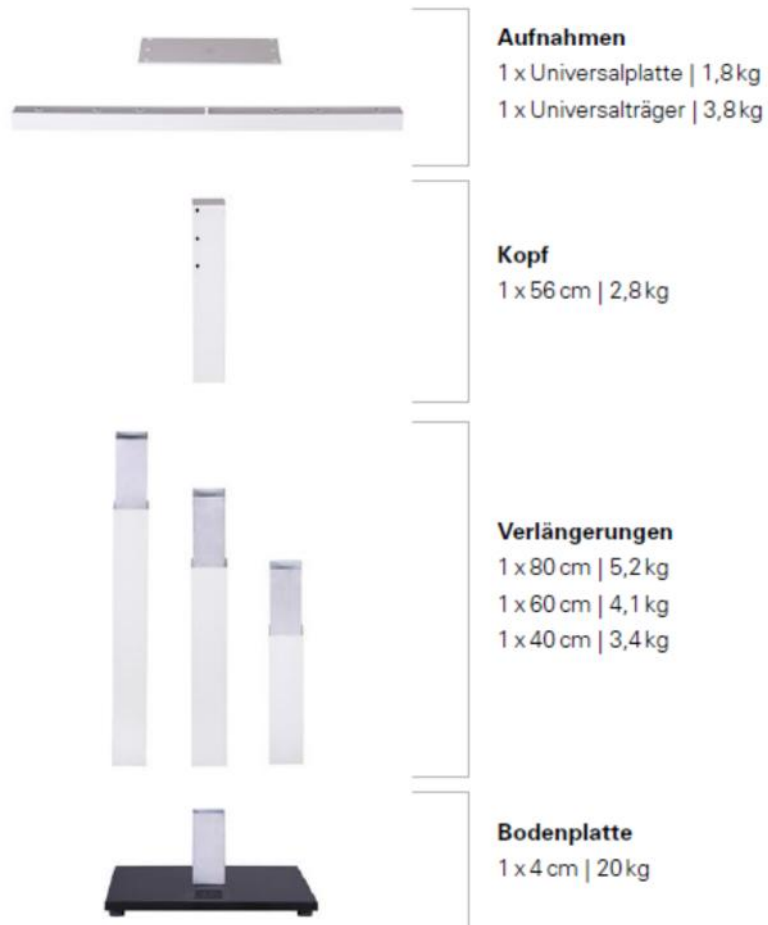 Aufnahmen
1 x Universalplatte | 1,8 kg
1 x Universalträger | 3,8 kg
Kopf
1 x 56 cm | 2,8 kg
Verlängerungen
1 x 80 cm | 5,2 kg
1 x 60 cm | 4,1 kg
1 x 40 cm | 3,4 kg
Bodenplatte
1 x 4 cm | 20 kg